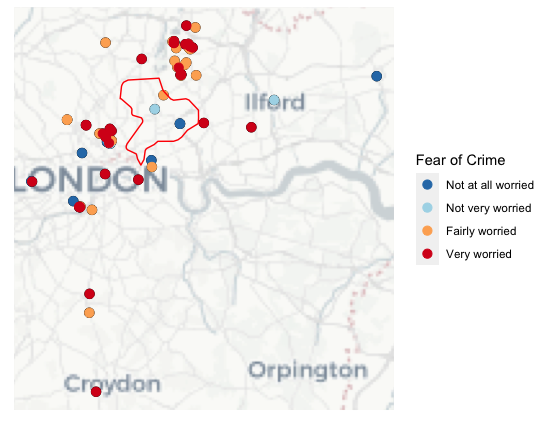 Ilford
LONDON
Orpington
Croydon
Fear of Crime
Not at all worried
Not very worried
Fairly worried
Very worried